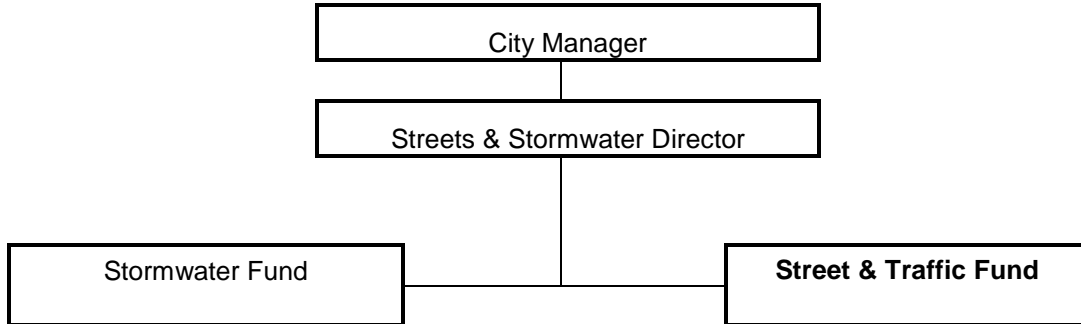 City Manager
Streets & Stormwater Director
Stormwater Fund
Street & Traffic Fund